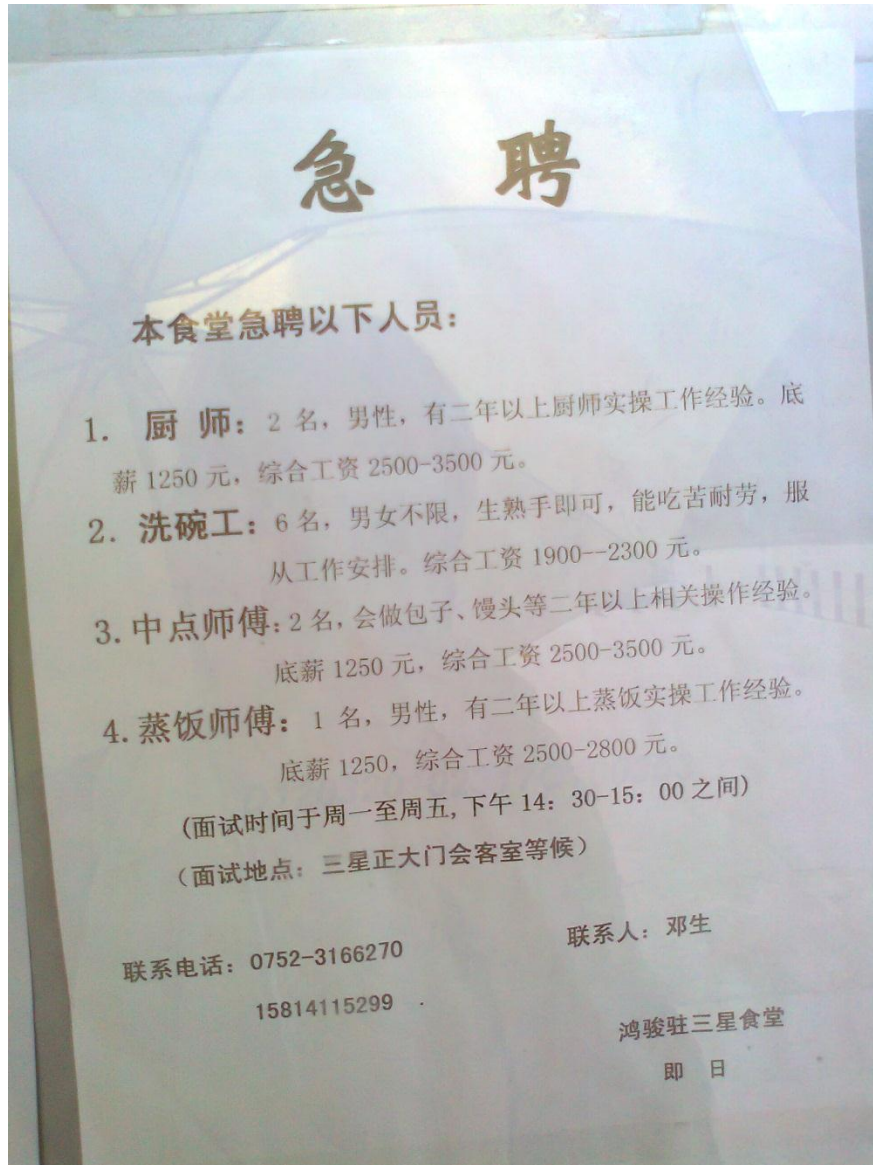 急 聘
本食堂急聘以下人员：
1. 厨 师：2 名，男性，有二年以上厨师实操工作经验。底
薪 1250 元，综合工资 2500-3500 元。
2. 洗碗工：6 名，男女不限，生熟手即可，能吃苦耐劳，服
从工作安排。综合工资 1900--2300 元。
3.中点师傅：2 名，会做包子、馒头等二年以上相关操作经验。
底薪 1250 元，综合工资 2500-3500 元。
4.蒸饭师傅：1 名，男性，有二年以上蒸饭实操工作经验。
底薪 1250，综合工资 2500-2800 元。
(面试时间于周一至周五,下午 14：30-15：00 之间)
（面试地点：三星正大门会客室等候）
联系电话：0752-3166270 联系人：邓生
15814115299
鸿骏驻三星食堂
即 日